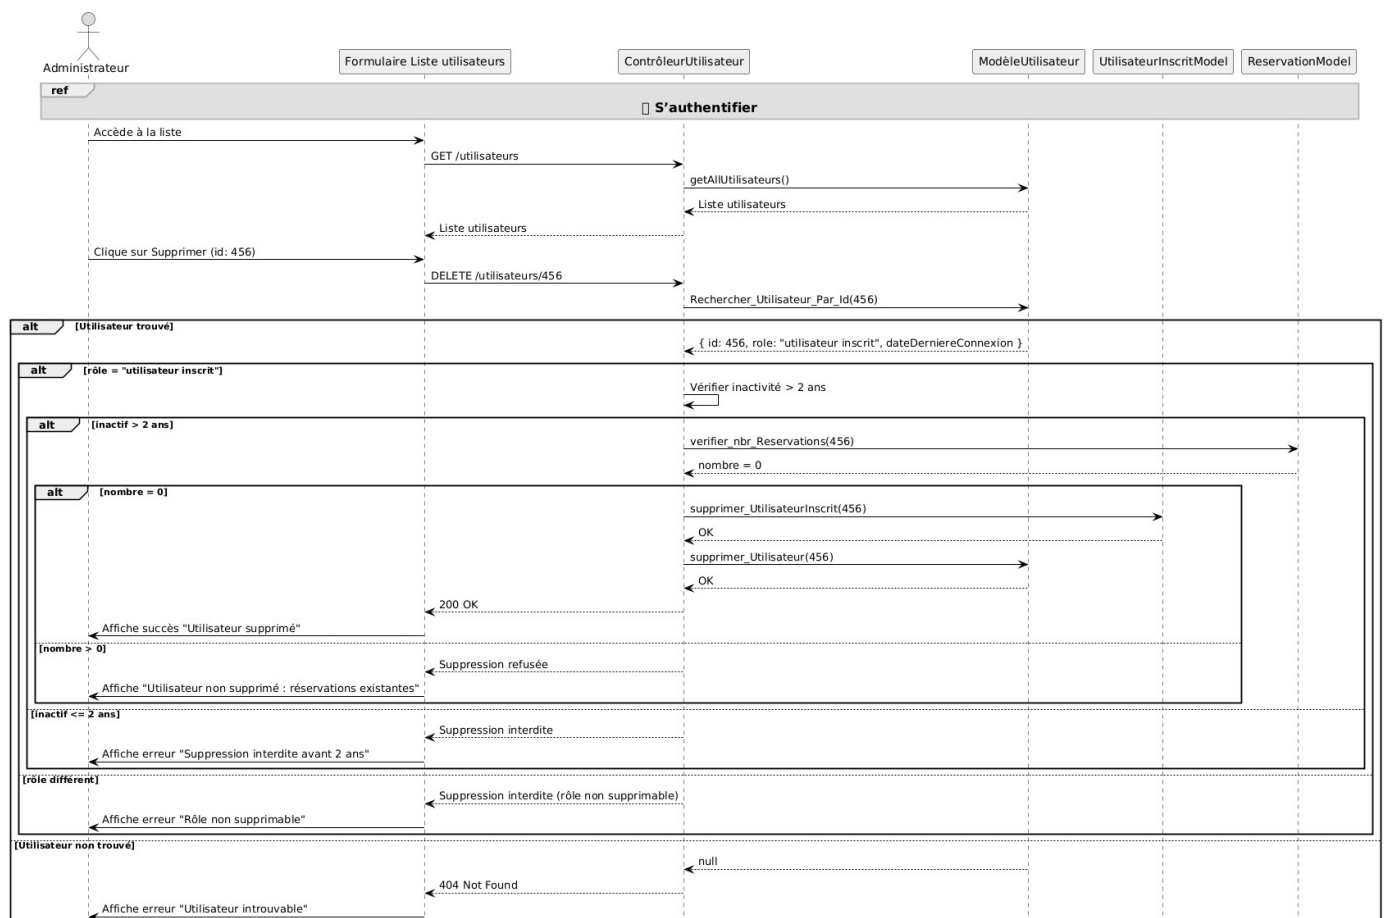 Administrateur
Formulaire Liste utilisateurs
ContrôleurUtilisateur
ModèleUtilisateur
UtilisateurInscritModel
ReservationModel
ref
S’authentifier
Accède à la liste
GET /utilisateurs
getAllUtilisateurs()
Liste utilisateurs
Liste utilisateurs
Clique sur Supprimer (id: 456)
DELETE /utilisateurs/456
Rechercher_Utilisateur_Par_Id(456)
alt [Utilisateur trouvé]
{ id: 456, role: "utilisateur inscrit", dateDerniereConnexion }
alt [rôle = "utilisateur inscrit"]
Vérifier inactivité > 2 ans
alt [inactif > 2 ans]
verifier_nbr_Reservations(456)
nombre = 0
alt [nombre = 0]
supprimer_UtilisateurInscrit(456)
OK
supprimer_Utilisateur(456)
OK
200 OK
Affiche succès "Utilisateur supprimé"
[nombre > 0]
Suppression refusée
Affiche "Utilisateur non supprimé : réservations existantes"
[inactif <= 2 ans]
Suppression interdite
Affiche erreur "Suppression interdite avant 2 ans"
[rôle différent]
Suppression interdite (rôle non supprimable)
Affiche erreur "Rôle non supprimable"
[Utilisateur non trouvé]
null
404 Not Found
Affiche erreur "Utilisateur introuvable"